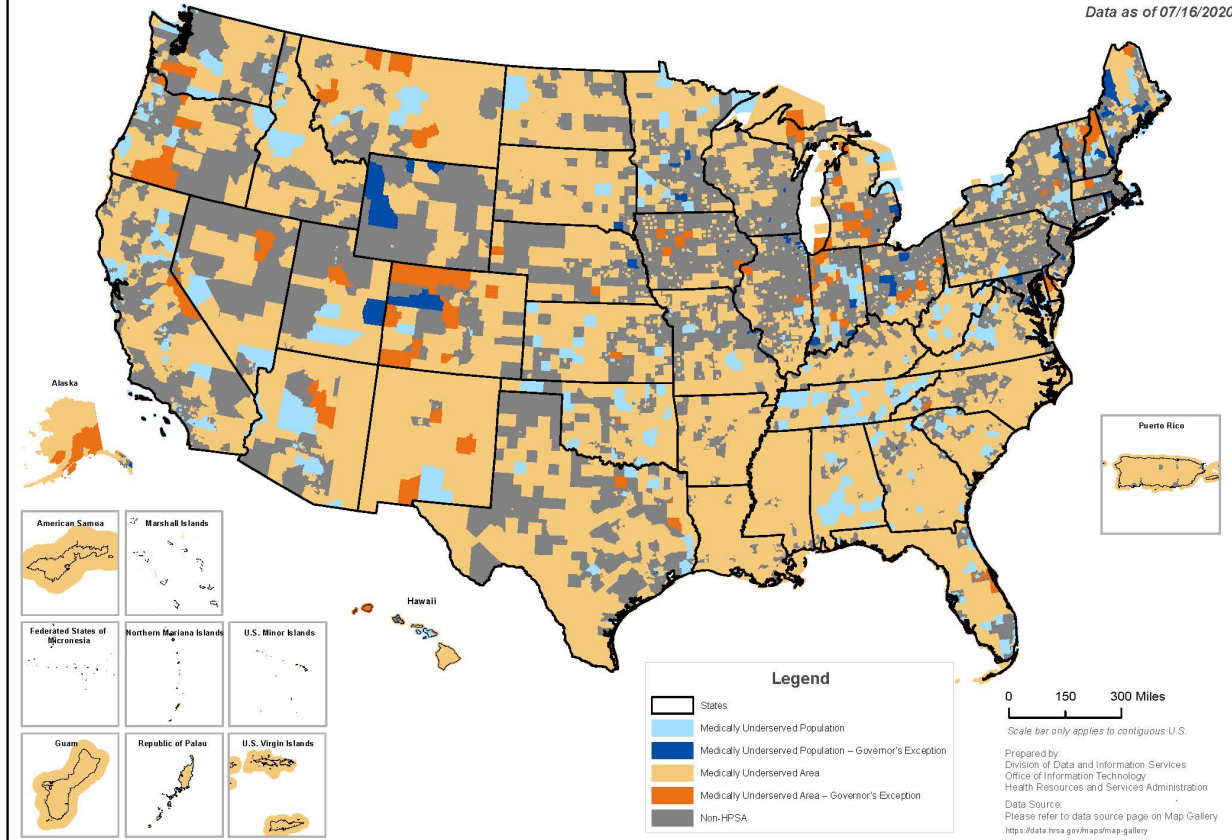 Data as of 07/16/2020
Alaska
Puerto Rico
American Samoa
Marshall Islands
Hawaii
Federated States of
Micronesia
Northern Mariana Islands
U.S. Minor Islands
Guam
Republic of Palau
U.S. Virgin Islands
Legend
States
Medically Underserved Population
Medically Underserved Population – Governor's Exception
Medically Underserved Area
Medically Underserved Area – Governor's Exception
Non-HPSA
0 150 300 Miles
Scale bar only applies to contiguous U.S.
Prepared by:
Division of Data and Information Services
Office of Information Technology
Health Resources and Services Administration
Data Source:
Please refer to data source page on Map Gallery
https://data.hrsa.gov/maps/map-gallery